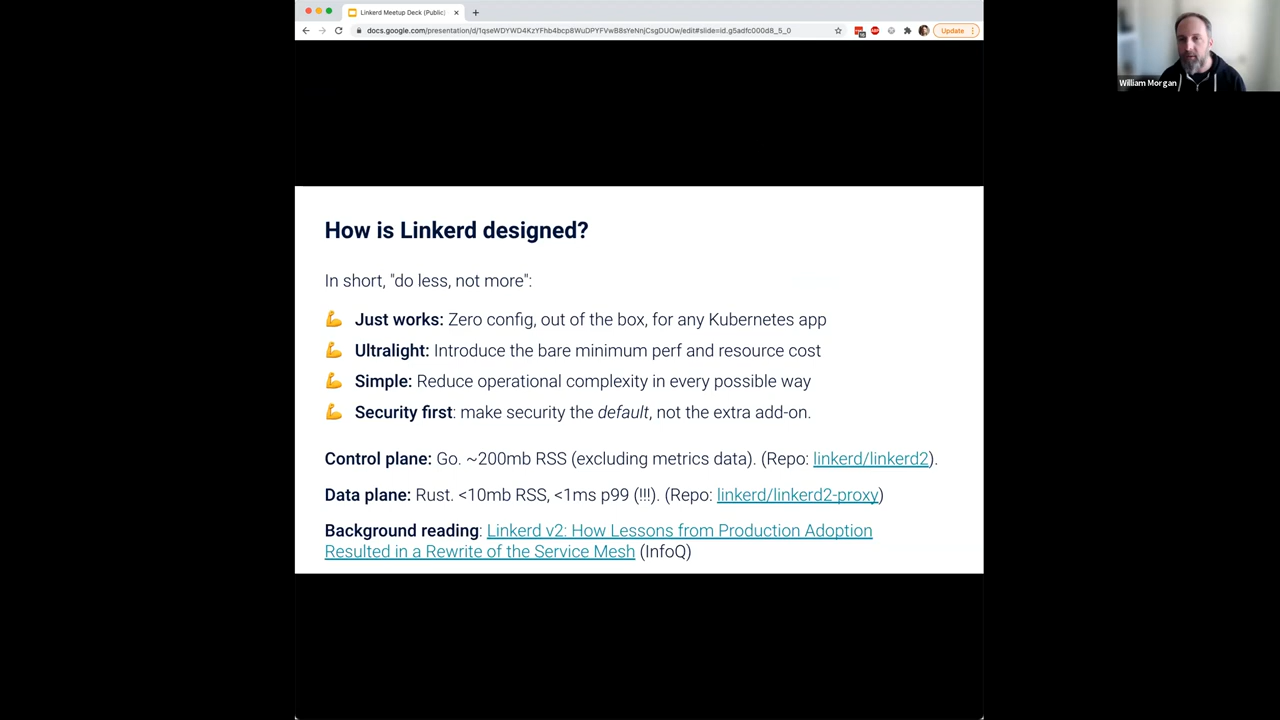 Linkerd Meetup Deck (Public)
docs.google.com/presentation/d/1qseWDYWD4KzYFhb4bcp8WuDPYFVwB8sYeNnjCsgDUOw/edit#slide=id.g5adfc000d8_5_0
Update
William Morgan
How is Linkerd designed?
In short, "do less, not more":
💪 Just works: Zero config, out of the box, for any Kubernetes app
💪 Ultralight: Introduce the bare minimum perf and resource cost
💪 Simple: Reduce operational complexity in every possible way
💪 Security first: make security the default, not the extra add-on.
Control plane: Go. ~200mb RSS (excluding metrics data). (Repo: linkerd/linkerd2).
Data plane: Rust. <10mb RSS, <1ms p99 (!!!). (Repo: linkerd/linkerd2-proxy)
Background reading: Linkerd v2: How Lessons from Production Adoption
Resulted in a Rewrite of the Service Mesh (InfoQ)